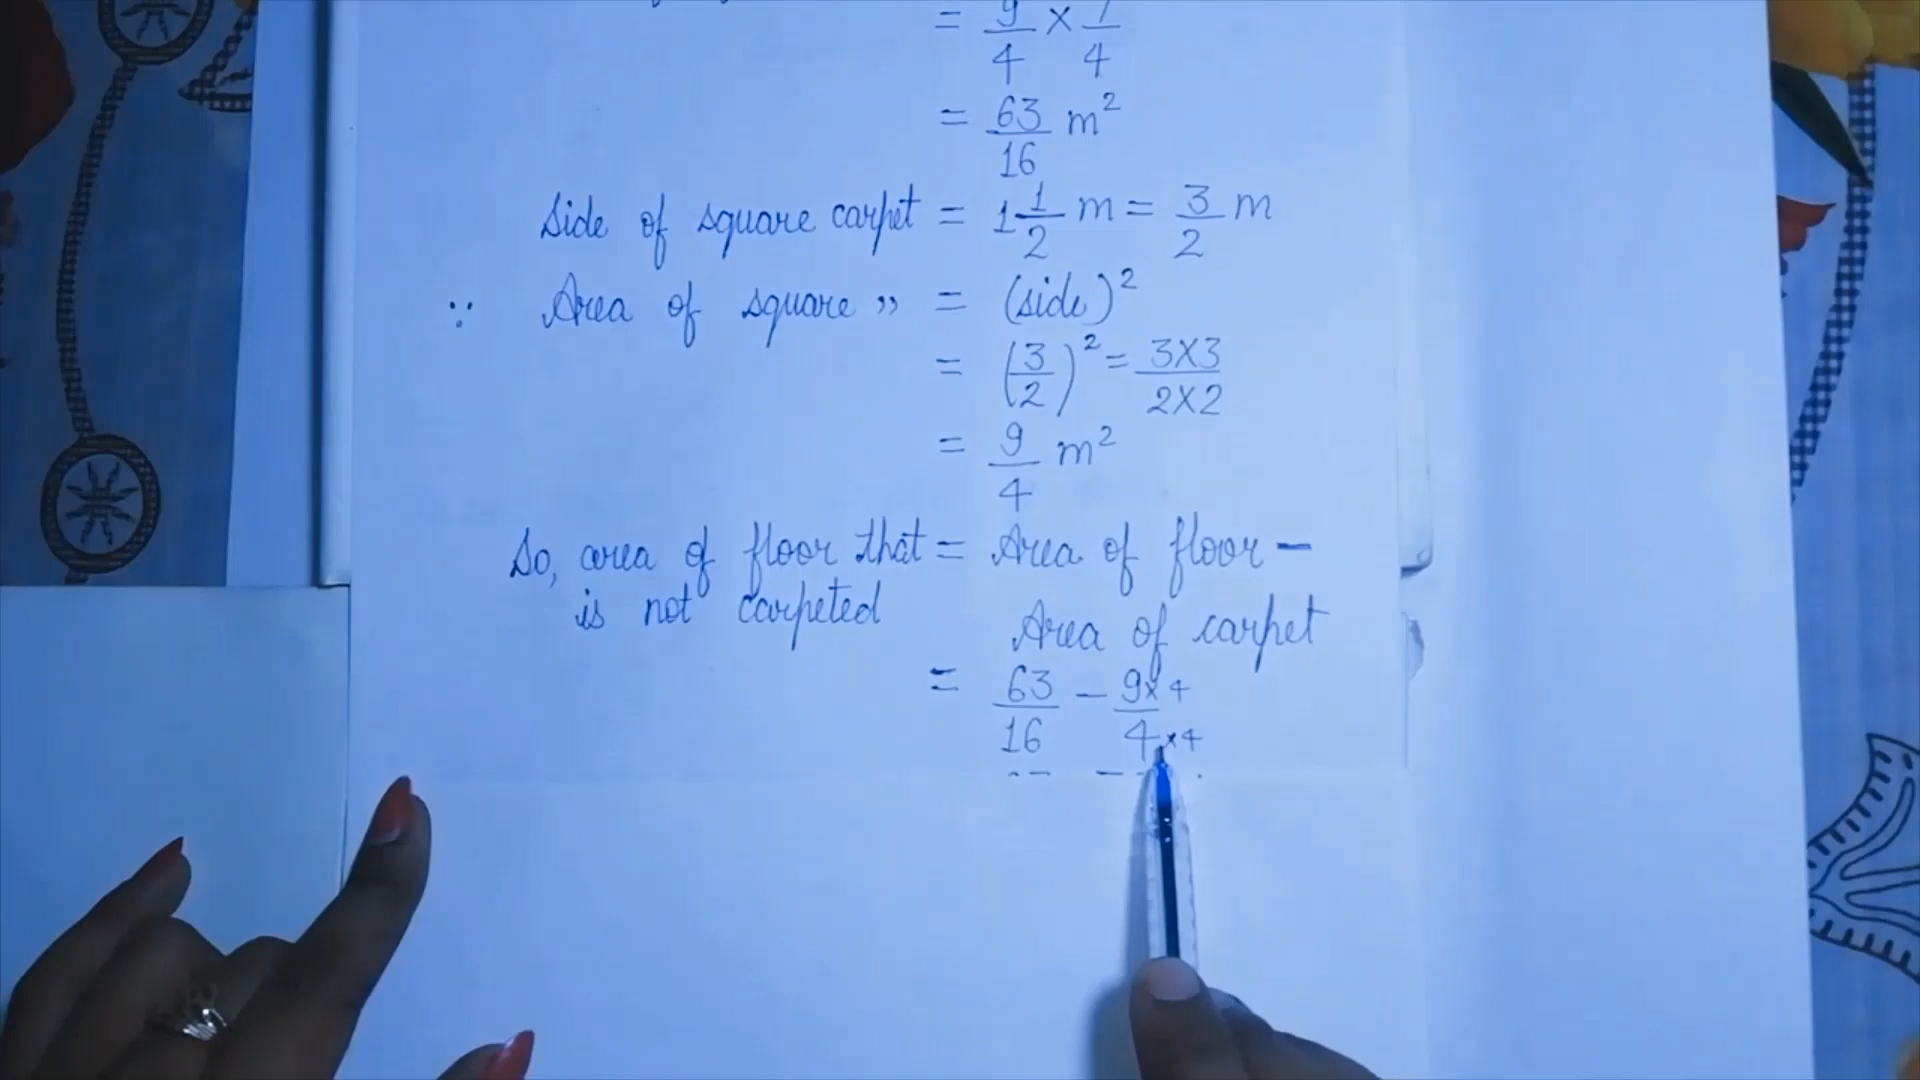 = 9/4 × 7/4
= 63/16 m²
Side of square carpet = 1 1/2 m = 3/2 m
∵ Area of square " = (side)²
= (3/2)² = 3×3/2×2
= 9/4 m²
So, area of floor that = Area of floor –
is not carpeted Area of carpet
= 63/16 – 9×4/4×4